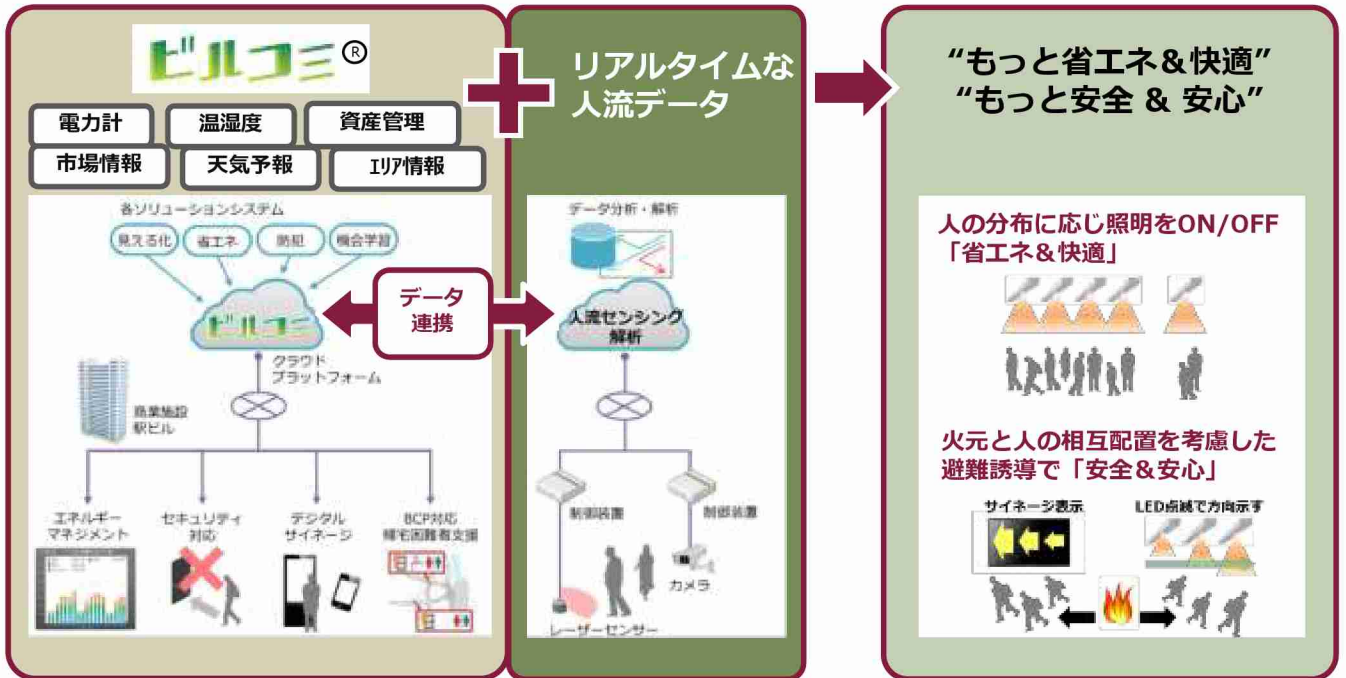 ビルコミ®
電力計
温湿度
資産管理
市場情報
天気予報
エリア情報
各ソリューションシステム
見える化
省エネ
防犯
機会学習
ビルコミ
クラウド
プラットフォーム
商業施設
駅ビル
エネルギー
マネジメント
セキュリティ
対応
デジタル
サイネージ
BCP対応
帰宅困難者支援
データ
連携
リアルタイムな
人流データ
データ分析・解析
人流センシング
解析
制御装置
制御装置
カメラ
レーザーセンサー
“もっと省エネ&快適”
“もっと安全 & 安心”
人の分布に応じ照明をON/OFF
「省エネ&快適」
火元と人の相互配置を考慮した
避難誘導で「安全&安心」
サイネージ表示
LED点滅で方向示す